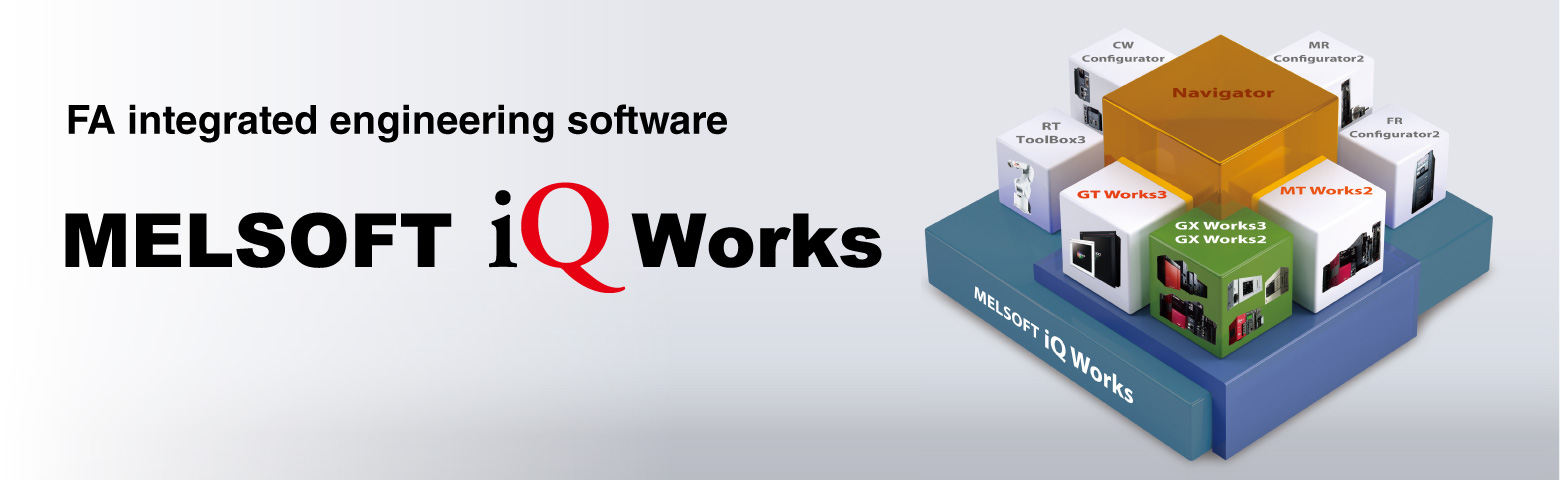 FA integrated engineering software
MELSOFT iQ Works
CW
Configurator
MR
Configurator2
Navigator
RT
ToolBox3
FR
Configurator2
GT Works3
MT Works2
GX Works3
GX Works2
MELSOFT iQ Works